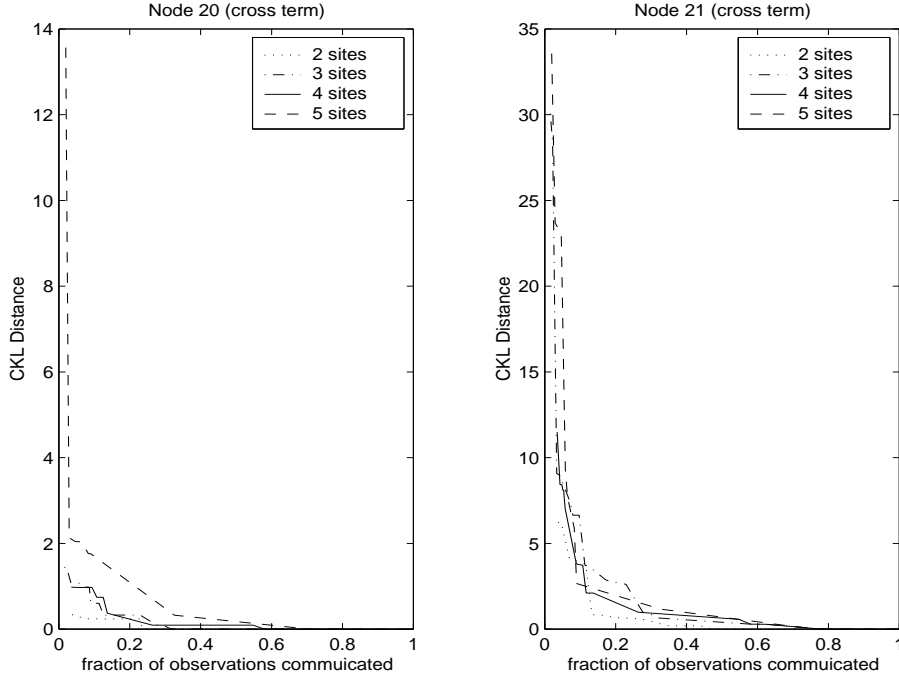 Node 20 (cross term)
14
12
10
8
6
4
2
0
CKL Distance
0
0.2
0.4
0.6
0.8
1
fraction of observations commuicated
2 sites
3 sites
4 sites
5 sites
Node 21 (cross term)
35
30
25
20
15
10
5
0
CKL Distance
0
0.2
0.4
0.6
0.8
1
fraction of observations commuicated
2 sites
3 sites
4 sites
5 sites